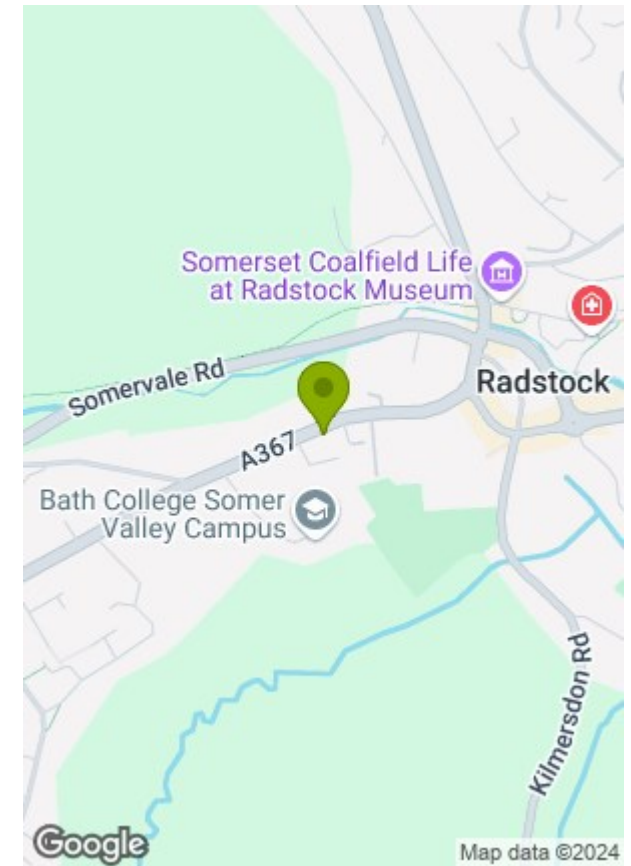 Somerset Coalfield Life
at Radstock Museum
H
Somervale Rd
Radstock
A367
Bath College Somer
Valley Campus
Kilmersdon Rd
Google
Map data ©2024